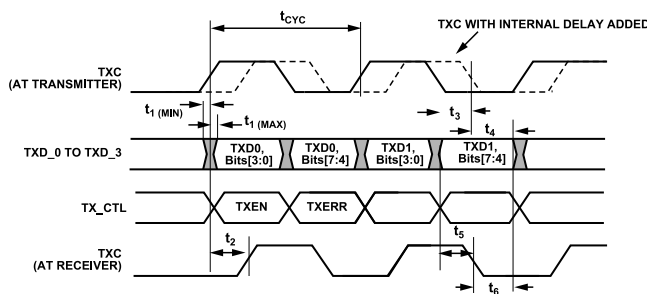 tCYC
TXC WITH INTERNAL DELAY ADDED
TXC
(AT TRANSMITTER)
t1 (MIN)
t1 (MAX)
t3
t4
TXD_0 TO TXD_3
TXD0,
Bits[3:0]
TXD0,
Bits[7:4]
TXD1,
Bits[3:0]
TXD1,
Bits[7:4]
TX_CTL
TXEN
TXERR
t2
t5
TXC
(AT RECEIVER)
t6